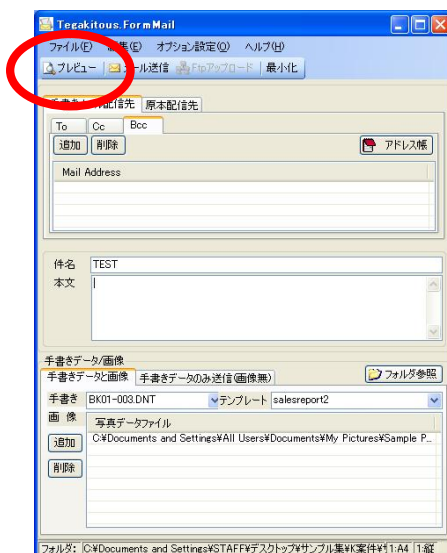 Tegakitous.FormMail
ファイル(F) 編集(E) オプション設定(O) ヘルプ(H)
プレビュー メール送信 Ftpアップロード 最小化
配信先 原本配信先
To Cc Bcc
追加 削除 アドレス帳
Mail Address
件名 TEST
本文
手書きデータ/画像
手書きデータと画像 手書きデータのみ送信(画像無) フォルダ参照
手書き BK01-003.DNT テンプレート salesreport2
画像 写真データファイル
追加 C:¥Documents and Settings¥All Users¥Documents¥My Pictures¥Sample P...
削除
フォルダ: C:¥Documents and Settings¥STAFF¥デスクトップ¥サンプル集¥K案件¥ 1:A4 1:縦